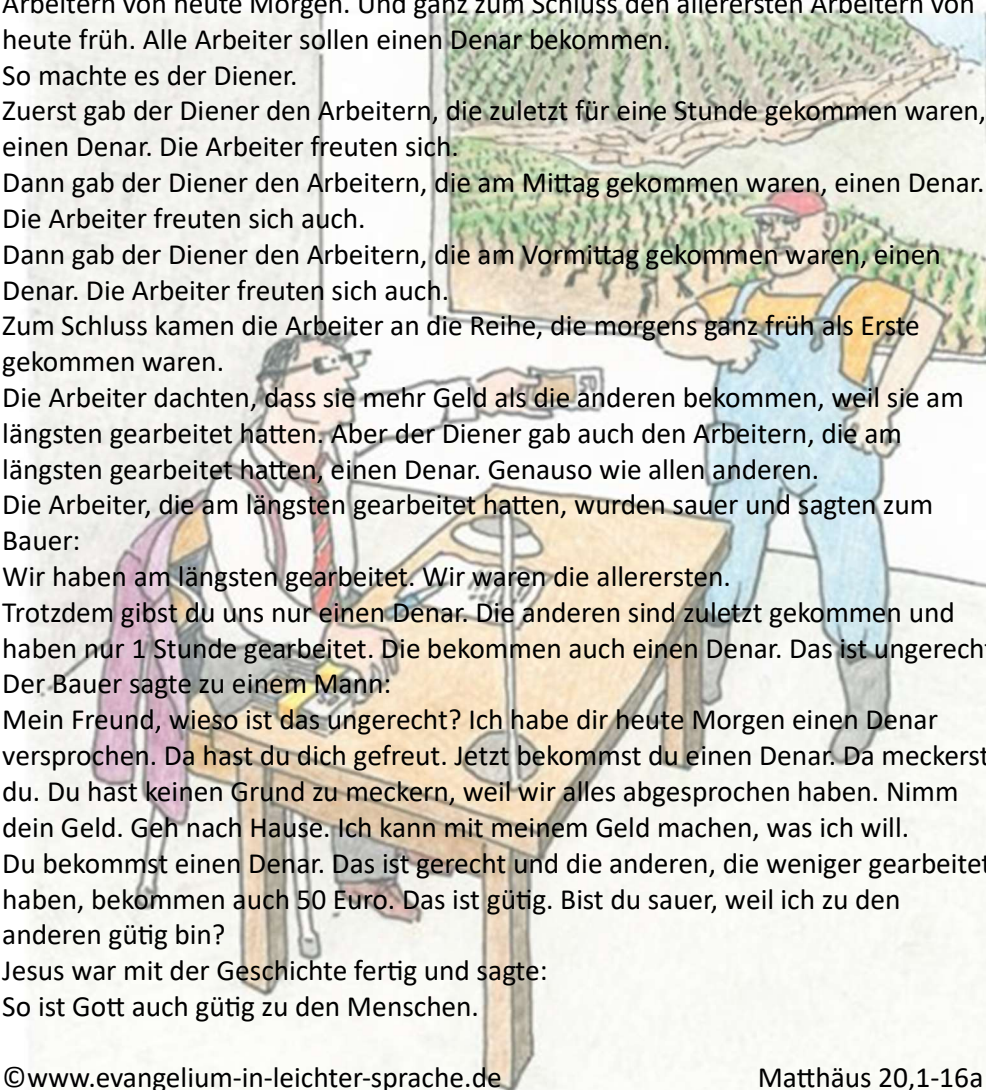 Arbeitern von heute Morgen. Und ganz zum Schluss den allerersten Arbeitern von
heute früh. Alle Arbeiter sollen einen Denar bekommen.
So machte es der Diener.
Zuerst gab der Diener den Arbeitern, die zuletzt für eine Stunde gekommen waren,
einen Denar. Die Arbeiter freuten sich.
Dann gab der Diener den Arbeitern, die am Mittag gekommen waren, einen Denar.
Die Arbeiter freuten sich auch.
Dann gab der Diener den Arbeitern, die am Vormittag gekommen waren, einen
Denar. Die Arbeiter freuten sich auch.
Zum Schluss kamen die Arbeiter an die Reihe, die morgens ganz früh als Erste
gekommen waren.
Die Arbeiter dachten, dass sie mehr Geld als die anderen bekommen, weil sie am
längsten gearbeitet hatten. Aber der Diener gab auch den Arbeitern, die am
längsten gearbeitet hatten, einen Denar. Genauso wie allen anderen.
Die Arbeiter, die am längsten gearbeitet hatten, wurden sauer und sagten zum
Bauer:
Wir haben am längsten gearbeitet. Wir waren die allerersten.
Trotzdem gibst du uns nur einen Denar. Die anderen sind zuletzt gekommen und
haben nur 1 Stunde gearbeitet. Die bekommen auch einen Denar. Das ist ungerecht
Der Bauer sagte zu einem Mann:
Mein Freund, wieso ist das ungerecht? Ich habe dir heute Morgen einen Denar
versprochen. Da hast du dich gefreut. Jetzt bekommst du einen Denar. Da meckerst
du. Du hast keinen Grund zu meckern, weil wir alles abgesprochen haben. Nimm
dein Geld. Geh nach Hause. Ich kann mit meinem Geld machen, was ich will.
Du bekommst einen Denar. Das ist gerecht und die anderen, die weniger gearbeitet
haben, bekommen auch 50 Euro. Das ist gütig. Bist du sauer, weil ich zu den
anderen gütig bin?
Jesus war mit der Geschichte fertig und sagte:
So ist Gott auch gütig zu den Menschen.
©www.evangelium-in-leichter-sprache.de Matthäus 20,1-16a